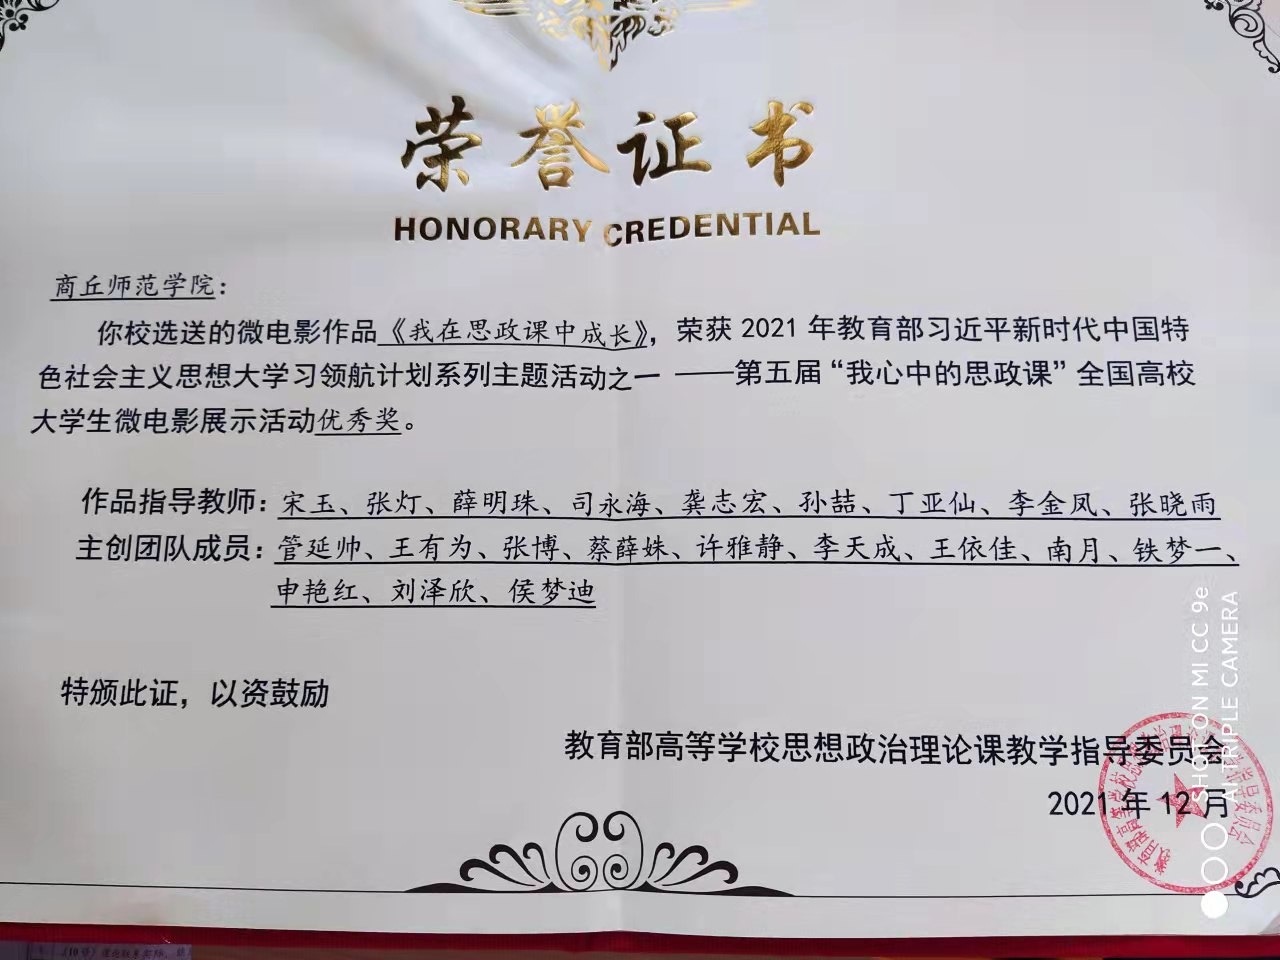 荣誉证书
HONORARY CREDENTIAL
商丘师范学院：
你校选送的微电影作品《我在思政课中成长》，荣获 2021 年教育部习近平新时代中国特
色社会主义思想大学习领航计划系列主题活动之一 ——第五届“我心中的思政课”全国高校
大学生微电影展示活动优秀奖。
作品指导教师：宋玉、张灯、薛明珠、司永海、龚志宏、孙喆、丁亚仙、李金凤、张晓雨
主创团队成员：管延帅、王有为、张博、蔡薛姝、许雅静、李天成、王依佳、南月、铁梦一、
申艳红、刘泽欣、侯梦迪
特颁此证，以资鼓励
教育部高等学校思想政治理论课教学指导委员会
2021 年 12 月
SHOT ON MI CC 9e
AI TRIPLE CAMERA